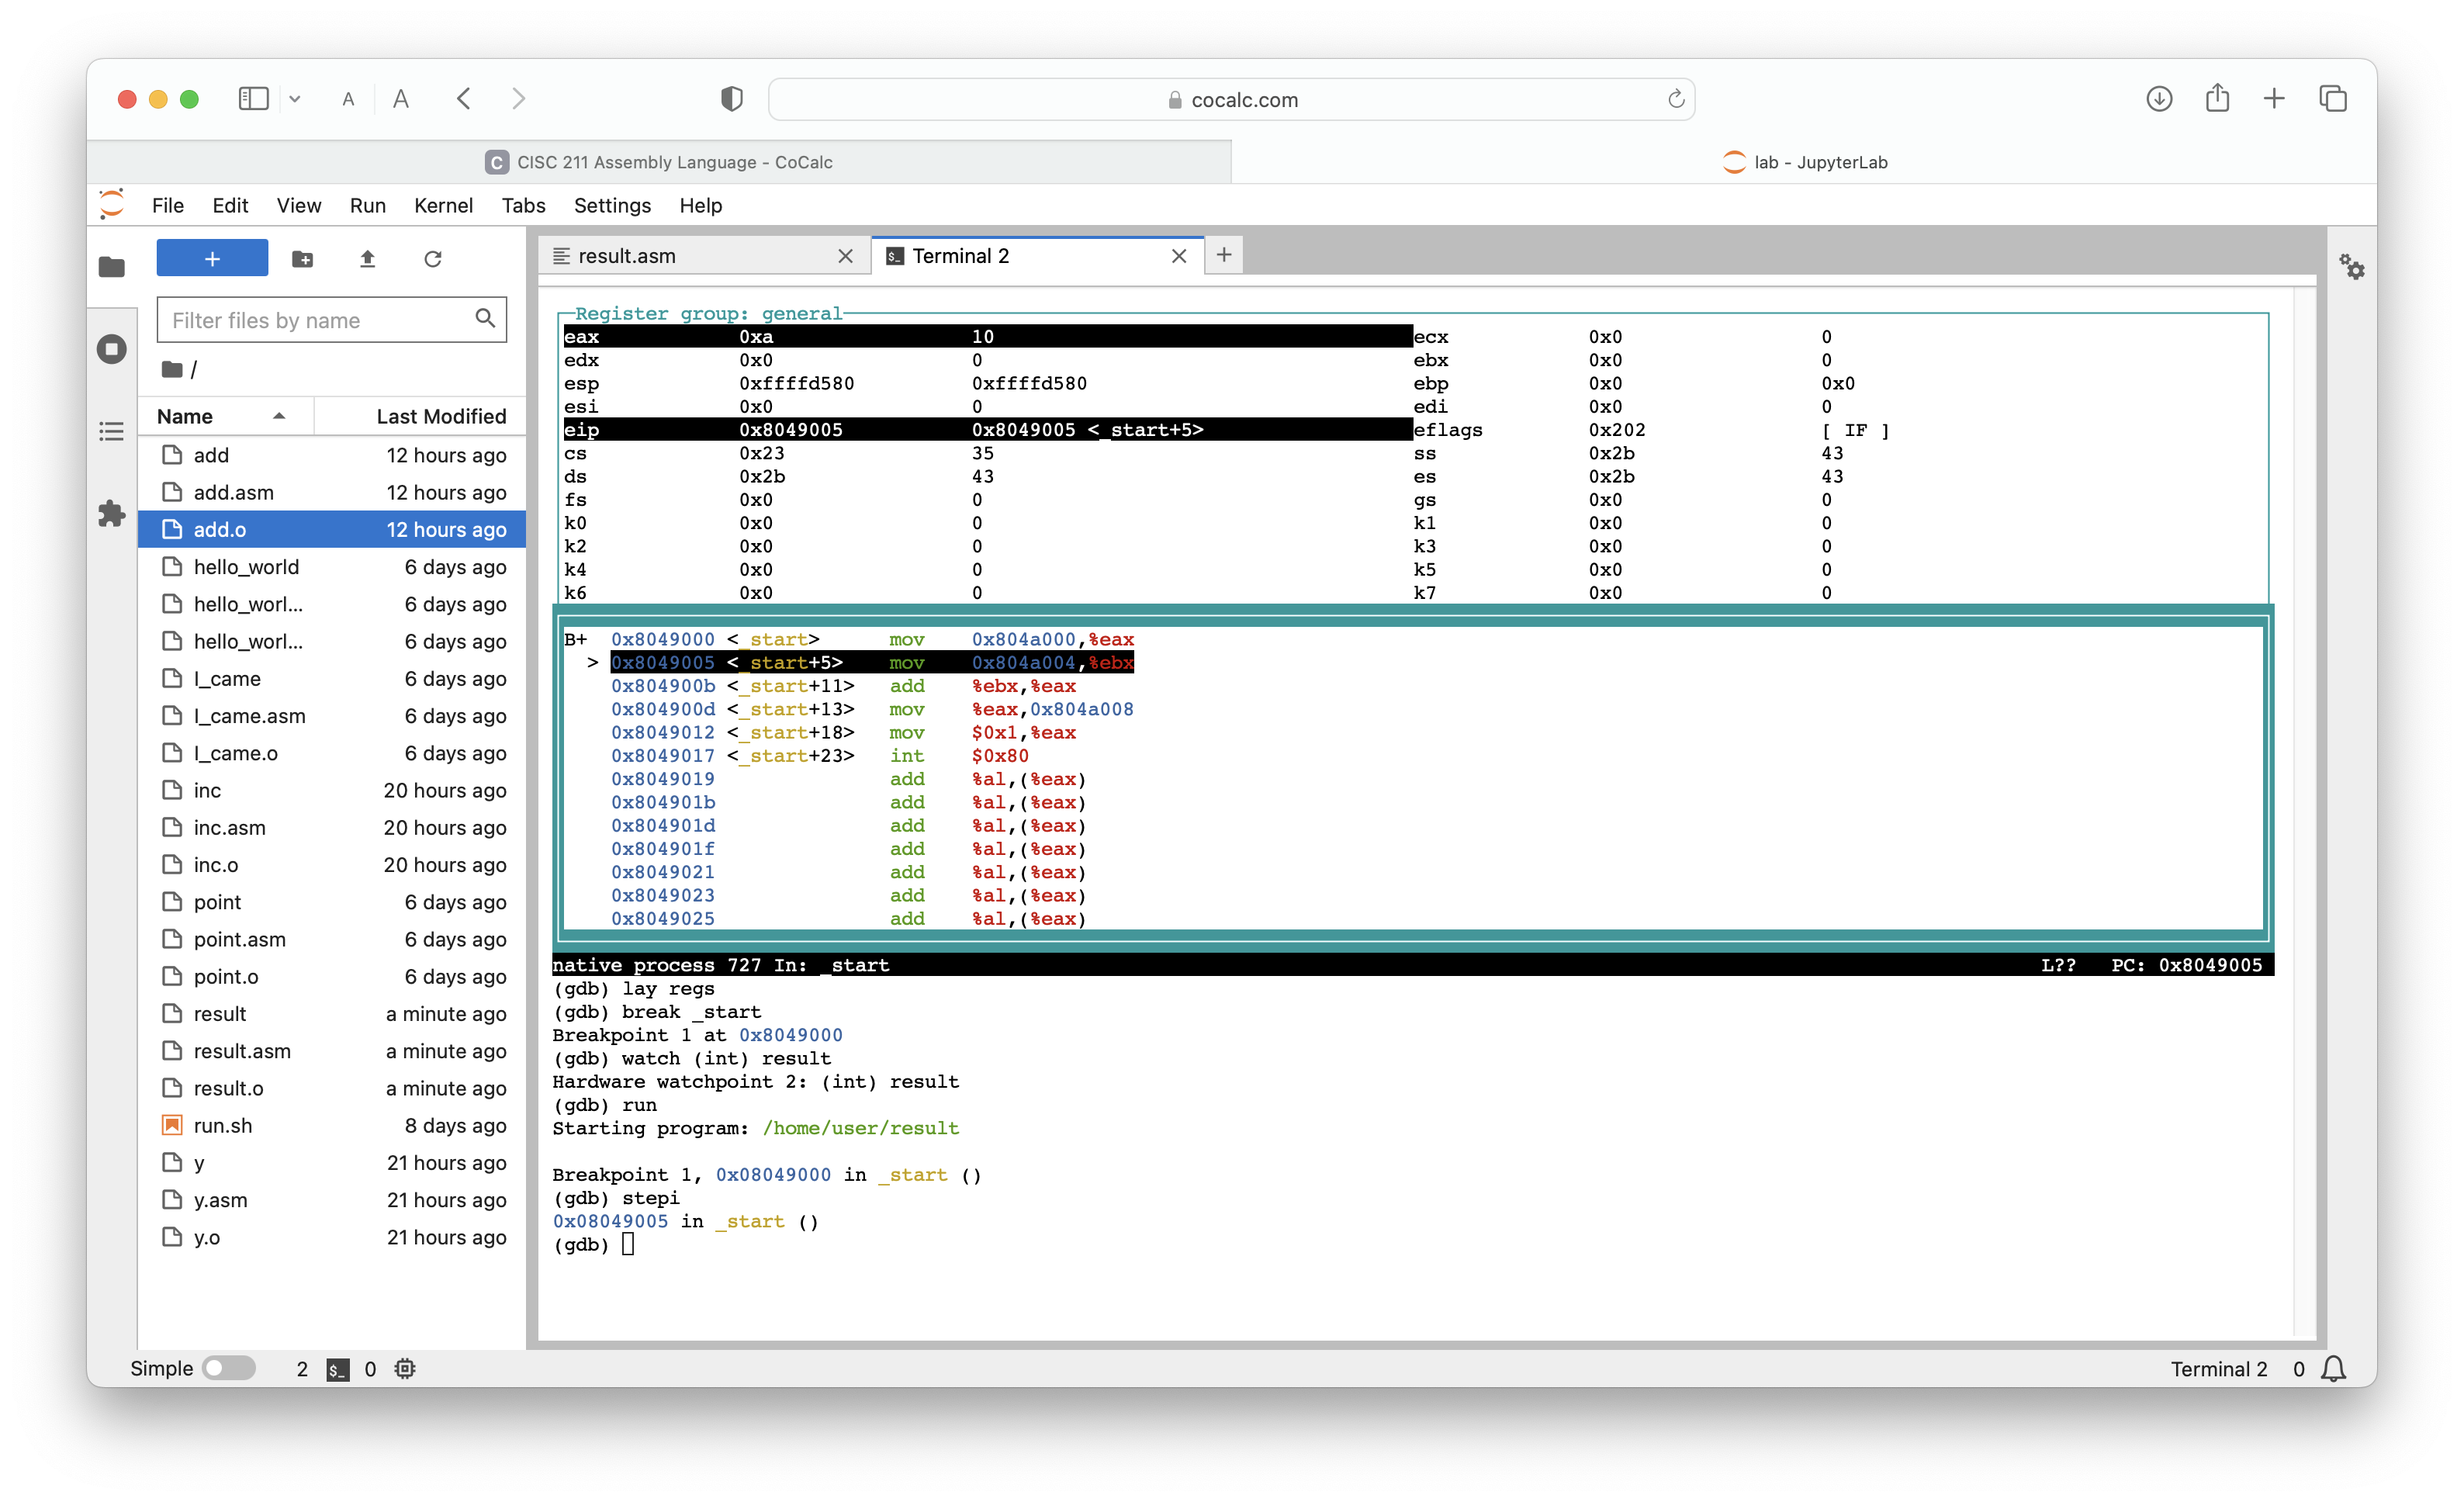 A A cocalc.com
C CISC 211 Assembly Language - CoCalc
lab - JupyterLab
File Edit View Run Kernel Tabs Settings Help
+
Filter files by name
/
Name Last Modified
add 12 hours ago
add.asm 12 hours ago
add.o 12 hours ago
hello_world 6 days ago
hello_worl... 6 days ago
hello_worl... 6 days ago
I_came 6 days ago
I_came.asm 6 days ago
I_came.o 6 days ago
inc 20 hours ago
inc.asm 20 hours ago
inc.o 20 hours ago
point 6 days ago
point.asm 6 days ago
point.o 6 days ago
result a minute ago
result.asm a minute ago
result.o a minute ago
run.sh 8 days ago
y 21 hours ago
y.asm 21 hours ago
y.o 21 hours ago
result.asm
$_ Terminal 2
+
Register group: general
eax 0xa 10 ecx 0x0 0
edx 0x0 0 ebx 0x0 0
esp 0xffffd580 0xffffd580 ebp 0x0 0x0
esi 0x0 0 edi 0x0 0
eip 0x8049005 0x8049005 <_start+5> eflags 0x202 [ IF ]
cs 0x23 35 ss 0x2b 43
ds 0x2b 43 es 0x2b 43
fs 0x0 0 gs 0x0 0
k0 0x0 0 k1 0x0 0
k2 0x0 0 k3 0x0 0
k4 0x0 0 k5 0x0 0
k6 0x0 0 k7 0x0 0
B+ 0x8049000 <_start> mov 0x804a000,%eax
> 0x8049005 <_start+5> mov 0x804a004,%ebx
0x804900b <_start+11> add %ebx,%eax
0x804900d <_start+13> mov %eax,0x804a008
0x8049012 <_start+18> mov $0x1,%eax
0x8049017 <_start+23> int $0x80
0x8049019 add %al,(%eax)
0x804901b add %al,(%eax)
0x804901d add %al,(%eax)
0x804901f add %al,(%eax)
0x8049021 add %al,(%eax)
0x8049023 add %al,(%eax)
0x8049025 add %al,(%eax)
native process 727 In: _start L?? PC: 0x8049005
(gdb) lay regs
(gdb) break _start
Breakpoint 1 at 0x8049000
(gdb) watch (int) result
Hardware watchpoint 2: (int) result
(gdb) run
Starting program: /home/user/result
Breakpoint 1, 0x08049000 in _start ()
(gdb) stepi
0x08049005 in _start ()
(gdb)
Simple 2 $_ 0
Terminal 2 0